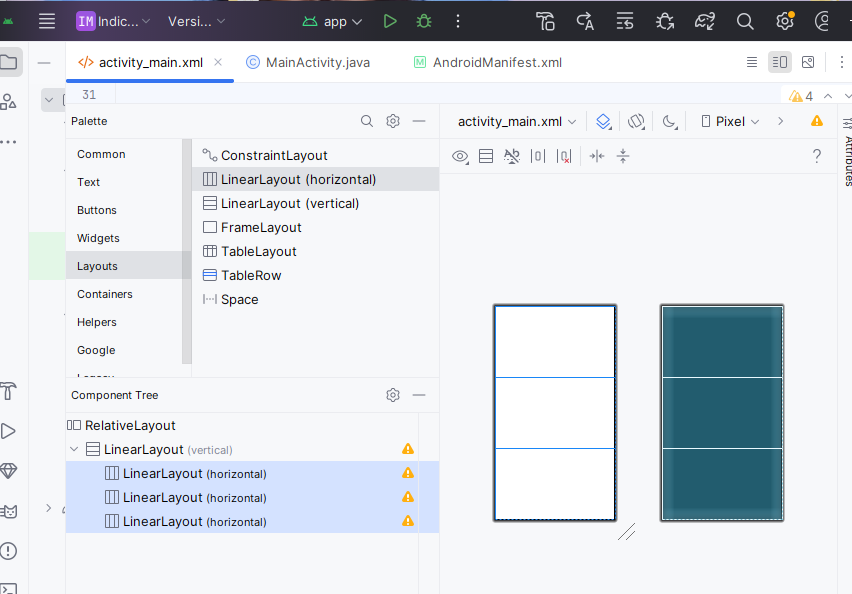 IM Indic... Versi... app
activity_main.xml MainActivity.java AndroidManifest.xml
31 4
Palette activity_main.xml Pixel
Common
Text
Buttons
Widgets
Layouts
Containers
Helpers
Google
ConstraintLayout
LinearLayout (horizontal)
LinearLayout (vertical)
FrameLayout
TableLayout
TableRow
Space
?
Attributes
Component Tree
RelativeLayout
LinearLayout (vertical)
LinearLayout (horizontal)
LinearLayout (horizontal)
LinearLayout (horizontal)